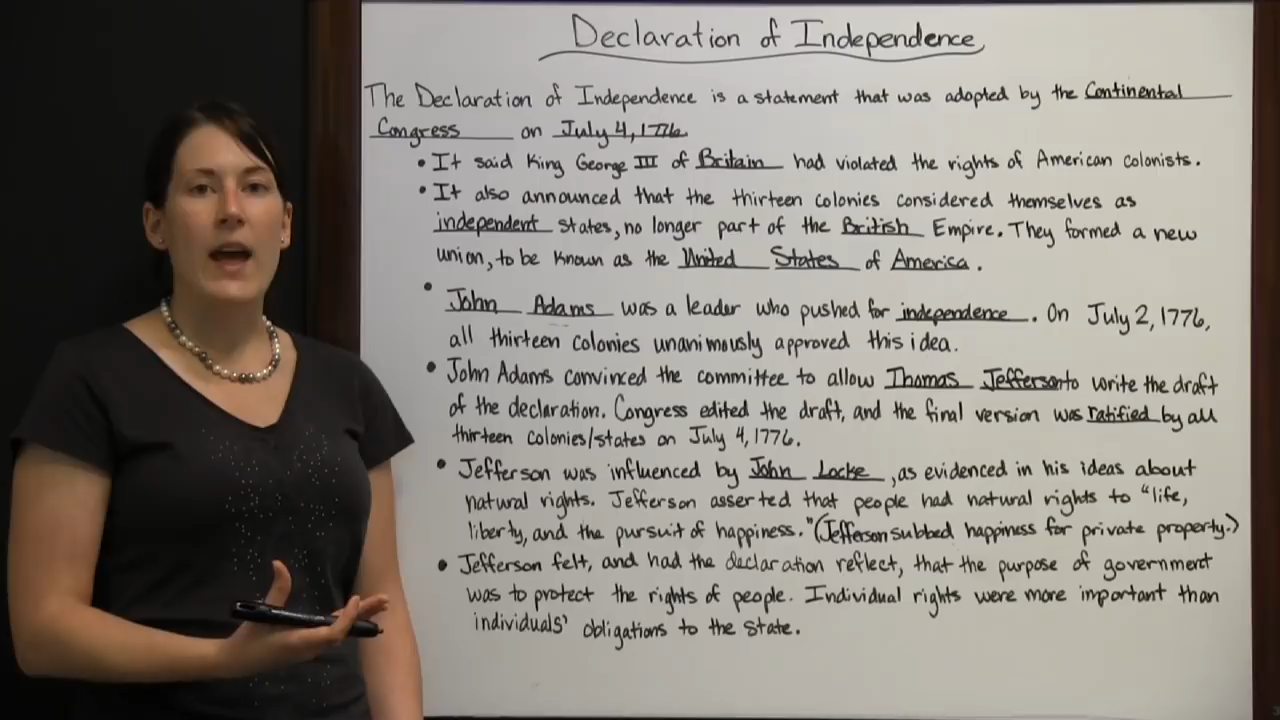 Declaration of Independence
The Declaration of Independence is a statement that was adopted by the Continental
Congress on July 4, 1776.
• It said King George III of Britain had violated the rights of American colonists.
• It also announced that the thirteen colonies considered themselves as
independent states, no longer part of the British Empire. They formed a new
union, to be known as the United States of America.
• John Adams was a leader who pushed for independence. On July 2, 1776,
all thirteen colonies unanimously approved this idea.
• John Adams convinced the committee to allow Thomas Jefferson to write the draft
of the declaration. Congress edited the draft, and the final version was ratified by all
thirteen colonies/states on July 4, 1776.
• Jefferson was influenced by John Locke, as evidenced in his ideas about
natural rights. Jefferson asserted that people had natural rights to "life,
liberty, and the pursuit of happiness." (Jefferson subbed happiness for private property.)
• Jefferson felt, and had the declaration reflect, that the purpose of government
was to protect the rights of people. Individual rights were more important than
individuals' obligations to the state.